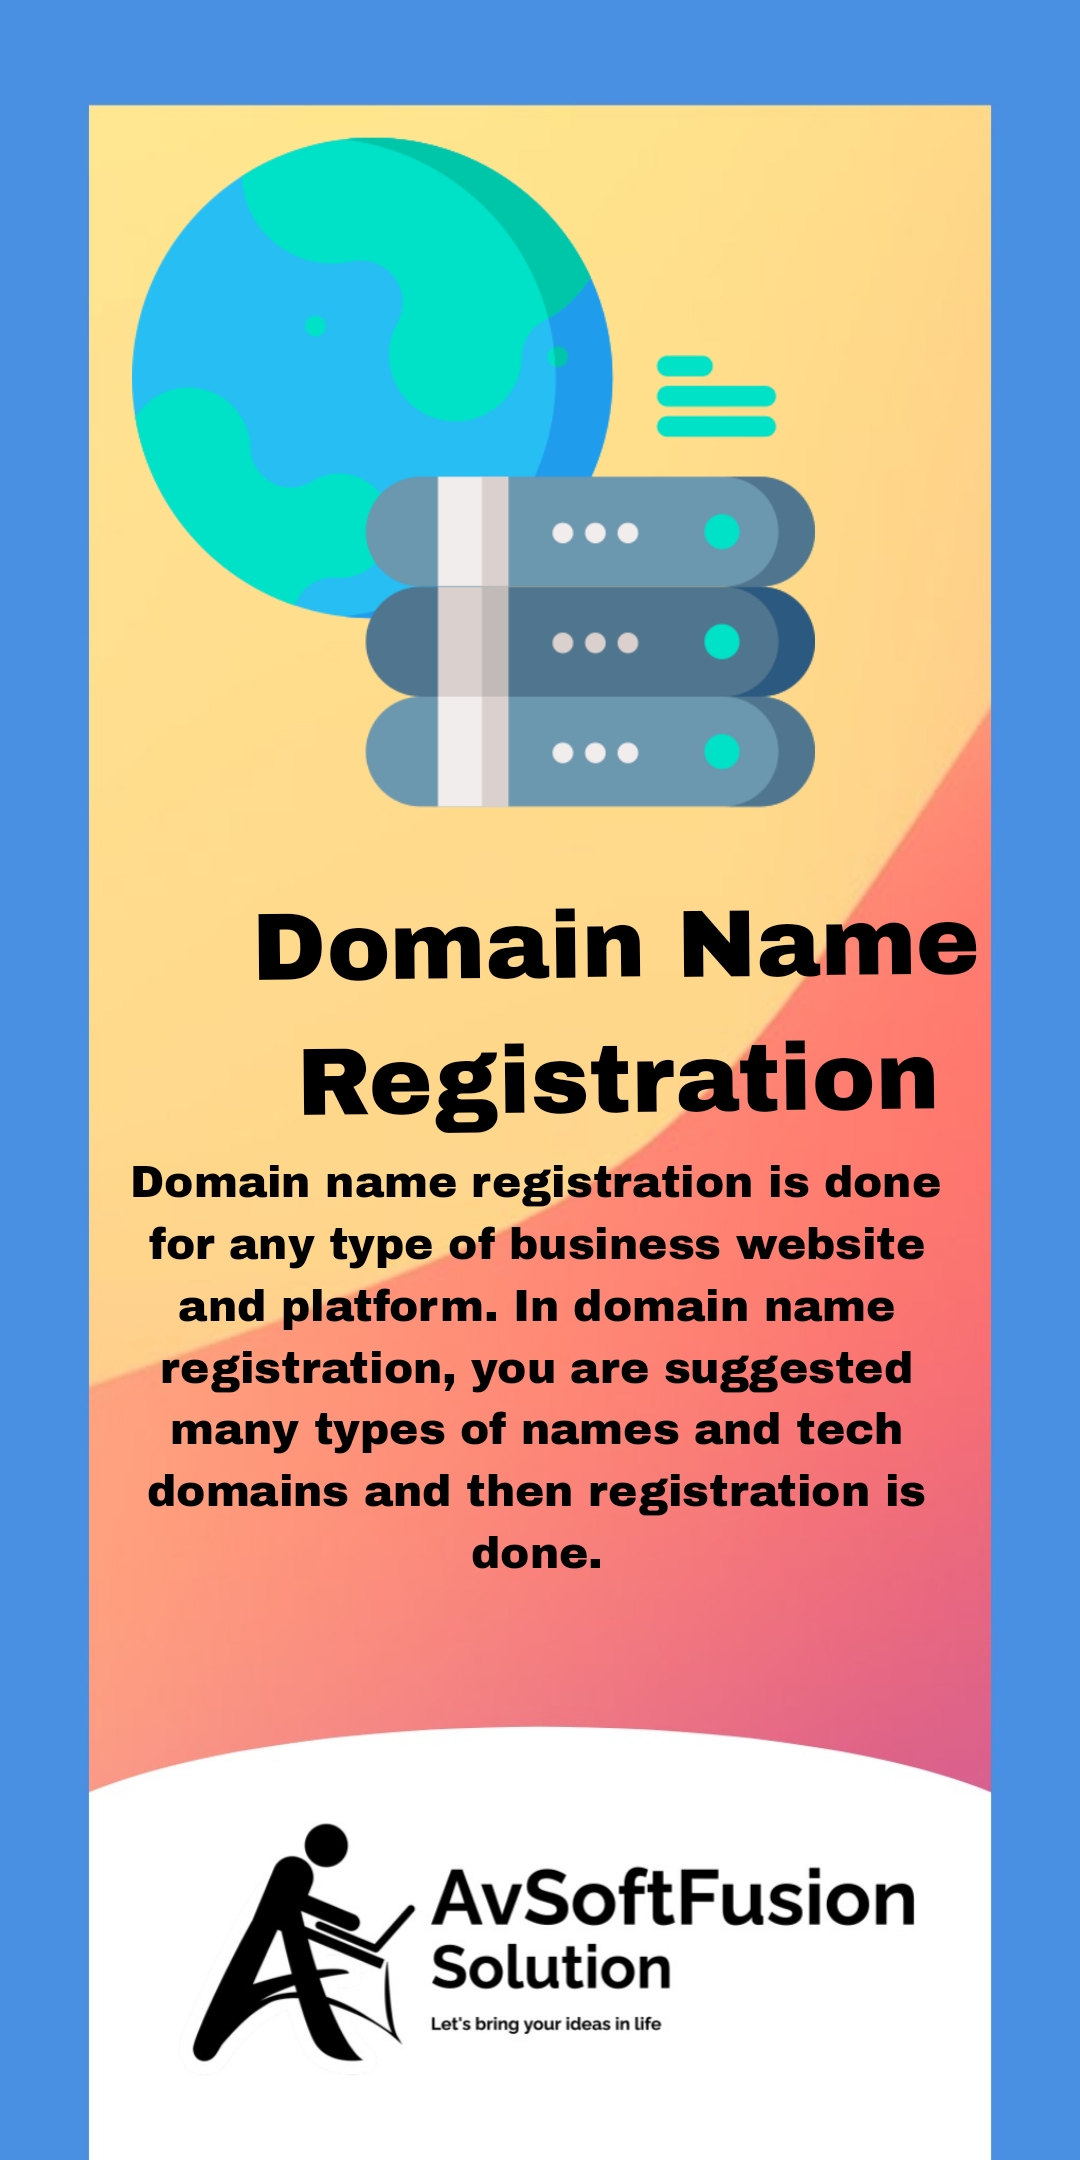 Domain Name
Registration
Domain name registration is done
for any type of business website
and platform. In domain name
registration, you are suggested
many types of names and tech
domains and then registration is
done.
AvSoftFusion
Solution
Let's bring your ideas in life